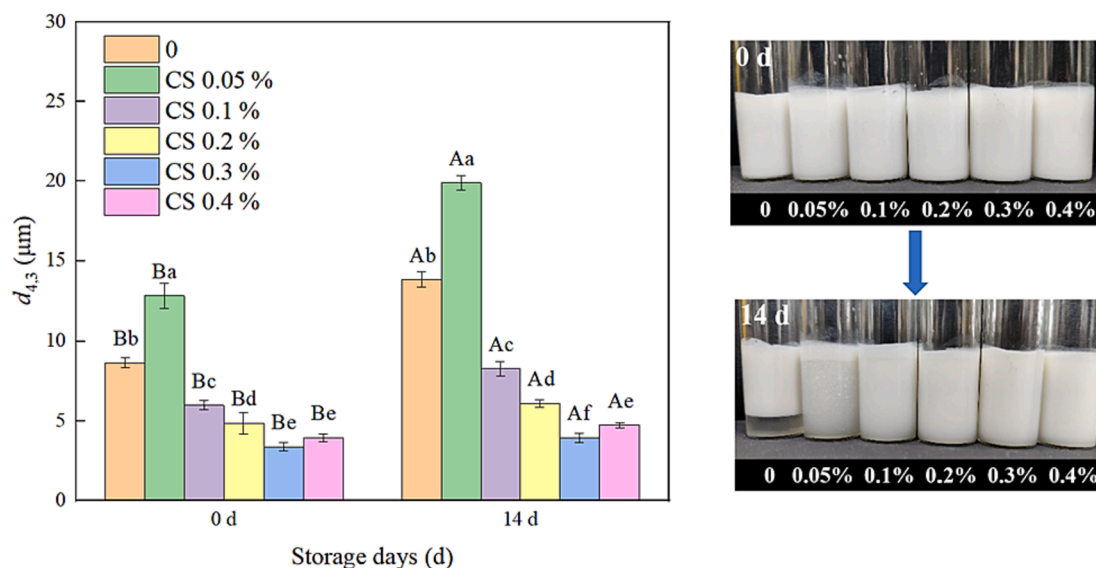 30
25
20
15
10
5
0
d4,3 (μm)
0
CS 0.05 %
CS 0.1 %
CS 0.2 %
CS 0.3 %
CS 0.4 %
Bb
Ba
Bc
Bd
Be
Be
Ab
Aa
Ac
Ad
Af
Ae
0 d
14 d
Storage days (d)
0 d
0 0.05% 0.1% 0.2% 0.3% 0.4%
14 d
0 0.05% 0.1% 0.2% 0.3% 0.4%